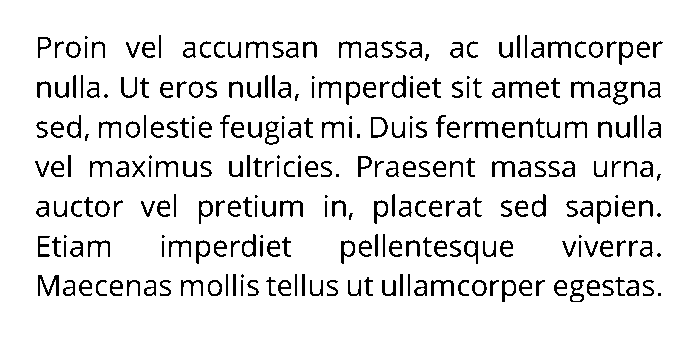 Proin vel accumsan massa, ac ullamcorper
nulla. Ut eros nulla, imperdiet sit amet magna
sed, molestie feugiat mi. Duis fermentum nulla
vel maximus ultricies. Praesent massa urna,
auctor vel pretium in, placerat sed sapien.
Etiam imperdiet pellentesque viverra.
Maecenas mollis tellus ut ullamcorper egestas.